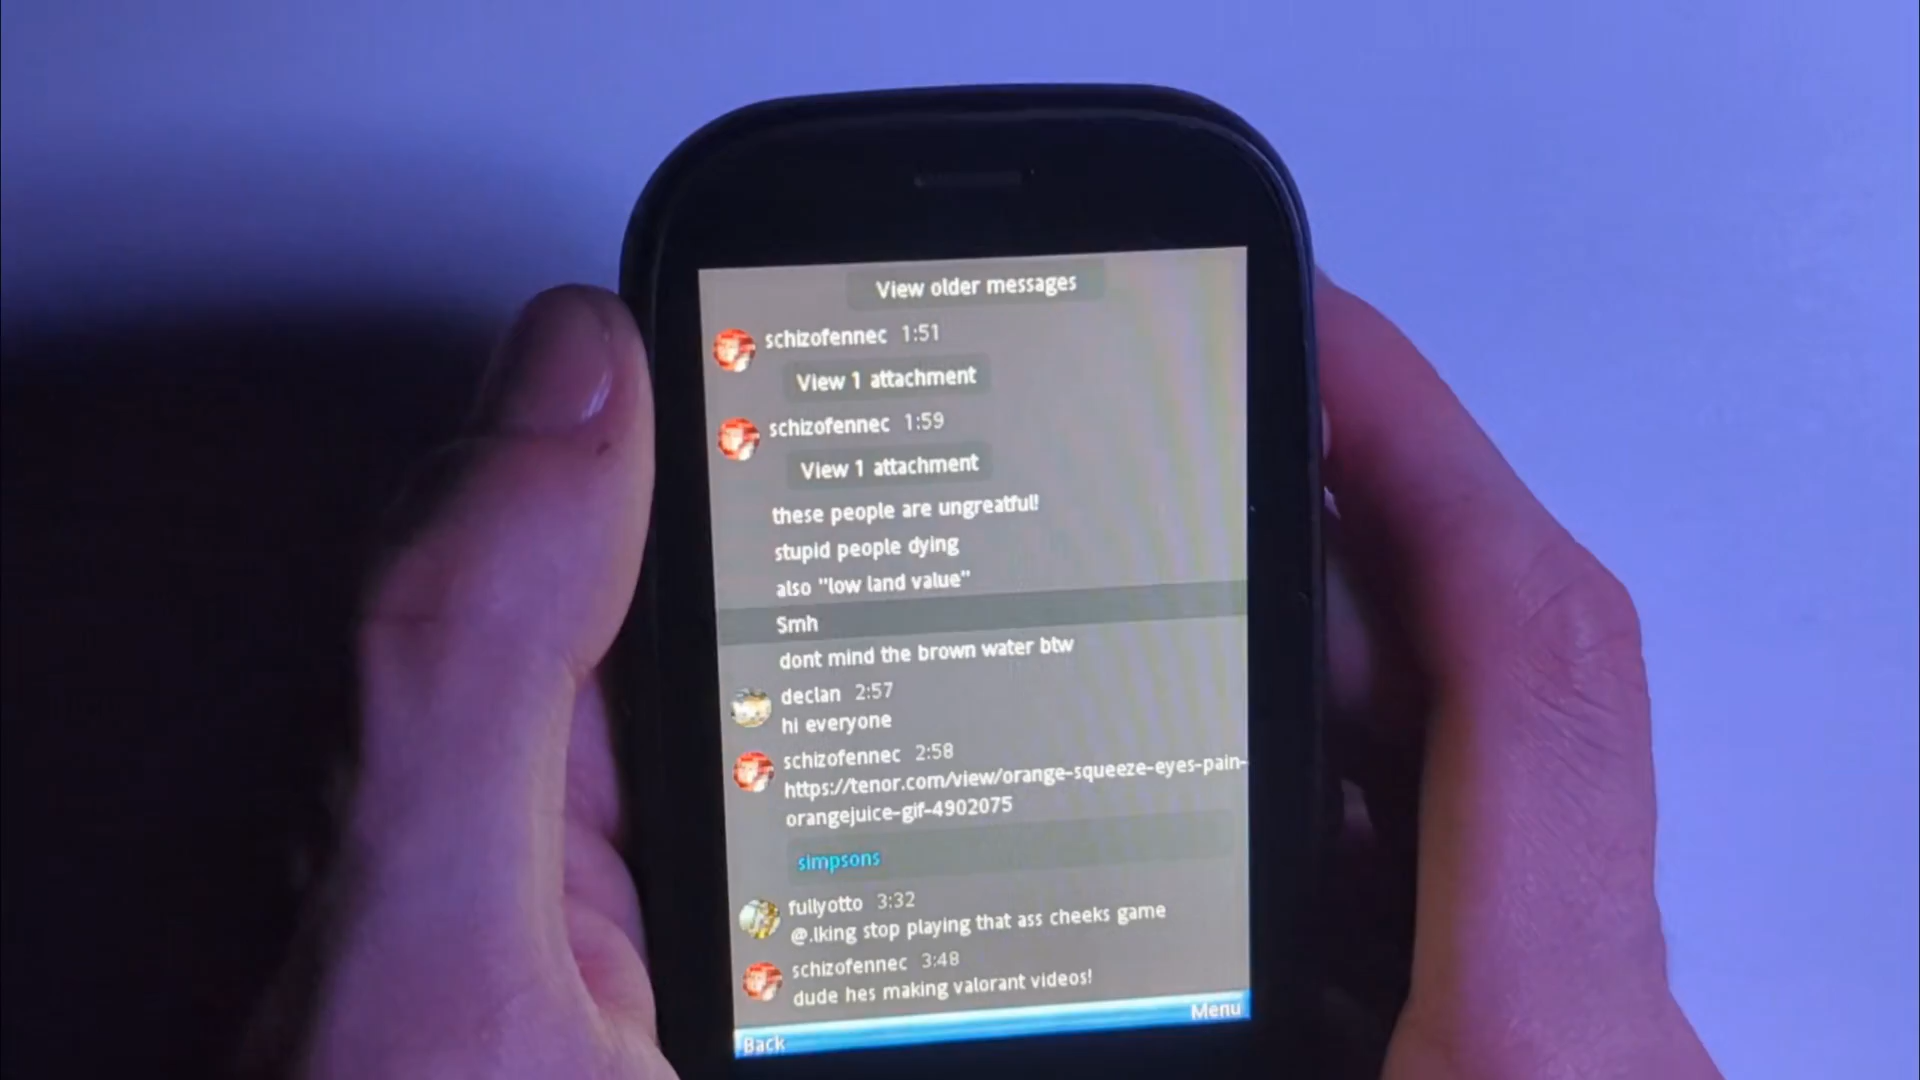 View older messages
schizofennec 1:51
View 1 attachment
schizofennec 1:59
View 1 attachment
these people are ungreatful!
stupid people dying
also "low land value"
Smh
dont mind the brown water btw
declan 2:57
hi everyone
schizofennec 2:58
https://tenor.com/view/orange-squeeze-eyes-pain-
orangejuice-gif-4902075
simpsons
fullyotto 3:32
@.lking stop playing that ass cheeks game
schizofennec 3:48
dude hes making valorant videos!
Back Menu